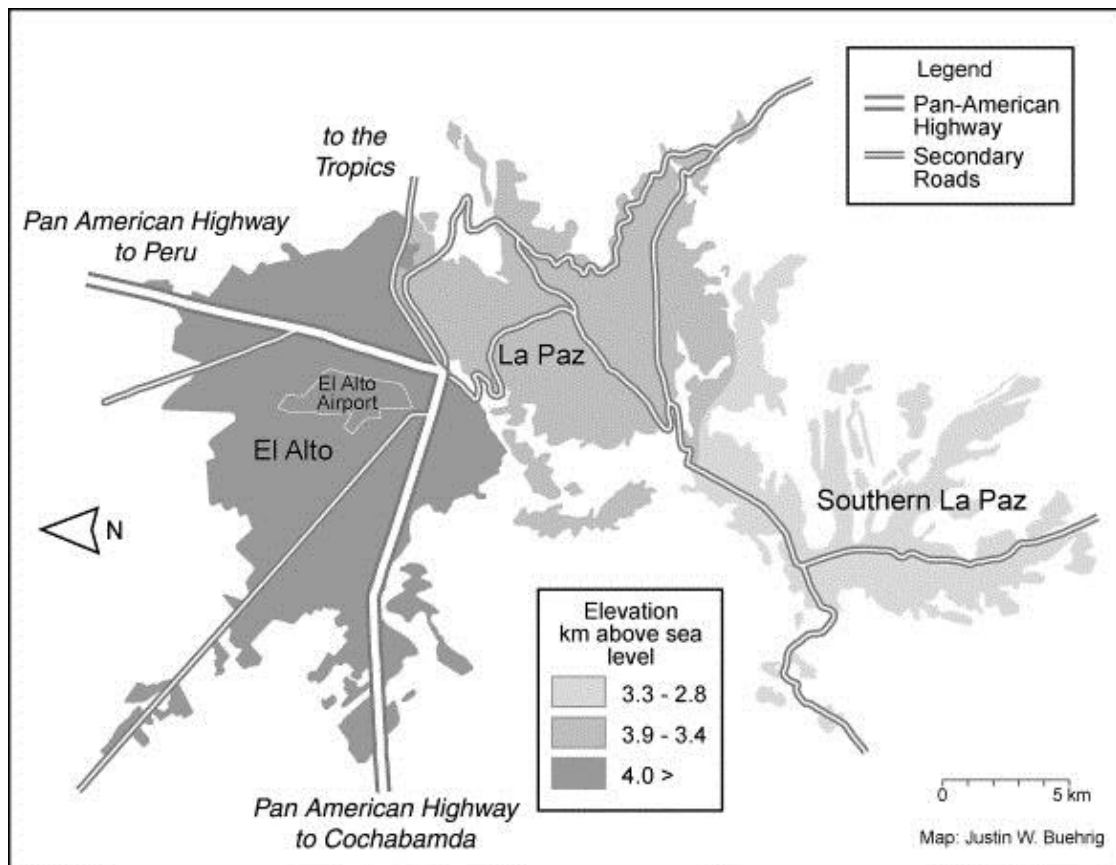 Legend
Pan-American
Highway
Secondary
Roads
to the
Tropics
Pan American Highway
to Peru
La Paz
El Alto
Airport
El Alto
Southern La Paz
N
Elevation
km above sea
level
3.3 - 2.8
3.9 - 3.4
4.0 >
0 5 km
Pan American Highway
to Cochabamda
Map: Justin W. Buehrig